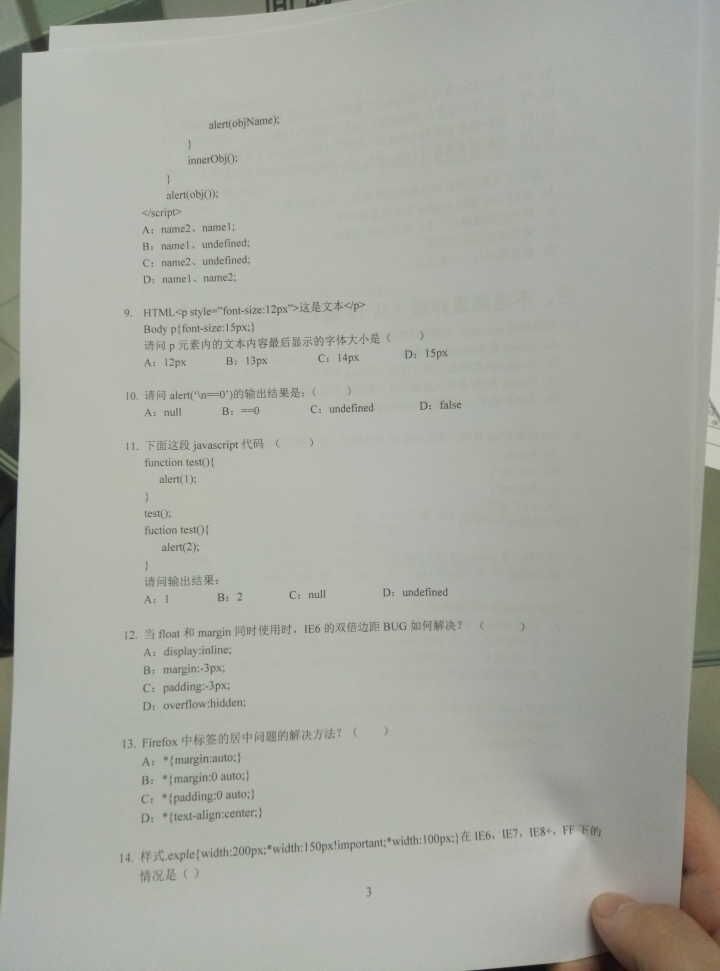 alert(objName);
}
innerObj();
}
alert(obj());
</script>
A：name2、name1;
B：name1、undefined;
C：name2、undefined;
D：name1、name2;
9. HTML<p style="font-size:12px">这是文本</p>
Body p{font-size:15px;}
请问 p 元素内的文本内容最后显示的字体大小是（ ）
A：12px B：13px C：14px D：15px
10. 请问 alert('\n==0')的输出结果是：（ ）
A：null B：==0 C：undefined D：false
11. 下面这段 javascript 代码 （ ）
function test(){
alert(1);
}
test();
fuction test(){
alert(2);
}
请问输出结果：
A：1 B：2 C：null D：undefined
12. 当 float 和 margin 同时使用时，IE6 的双倍边距 BUG 如何解决？ （ ）
A：display:inline;
B：margin:-3px;
C：padding:-3px;
D：overflow:hidden;
13. Firefox 中标签的居中问题的解决方法？（ ）
A：*{margin:auto;}
B：*{margin:0 auto;}
C：*{padding:0 auto;}
D：*{text-align:center;}
14. 样式.exple{width:200px;*width:150px!important;*width:100px;}在 IE6，IE7，IE8+，FF 下的
情况是（ ）
3